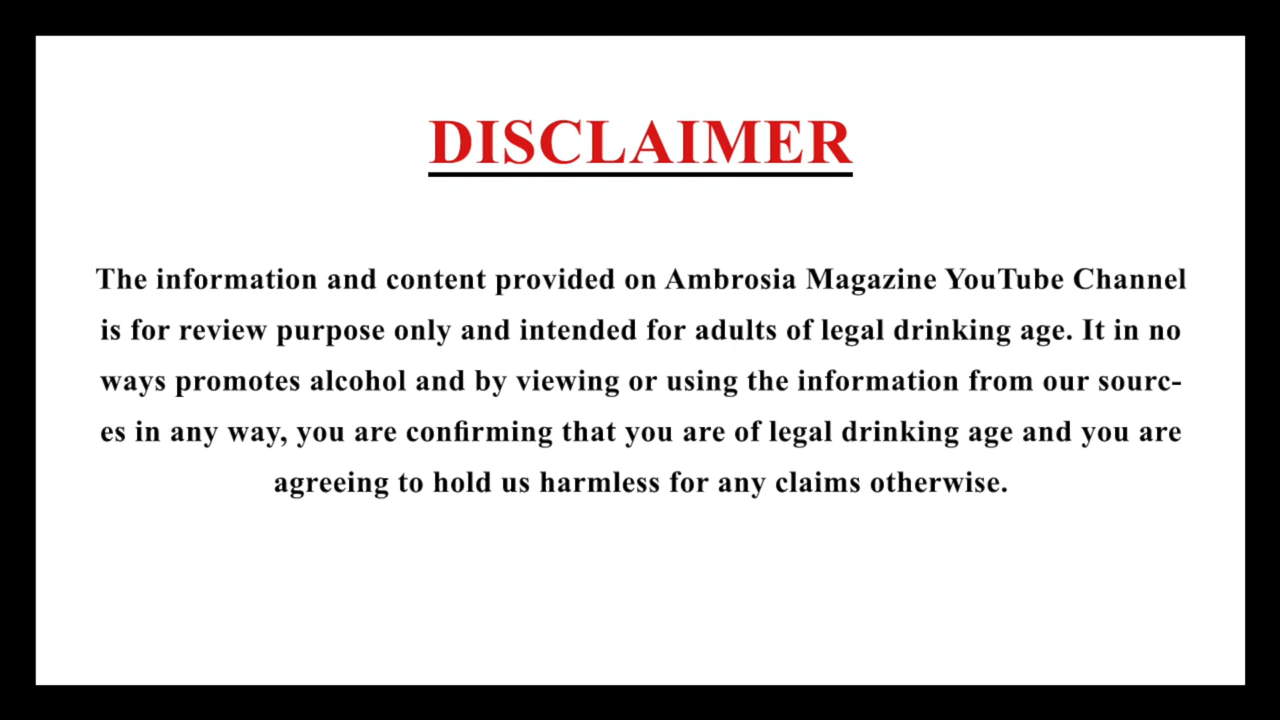 DISCLAIMER
The information and content provided on Ambrosia Magazine YouTube Channel
is for review purpose only and intended for adults of legal drinking age. It in no
ways promotes alcohol and by viewing or using the information from our sourc-
es in any way, you are confirming that you are of legal drinking age and you are
agreeing to hold us harmless for any claims otherwise.